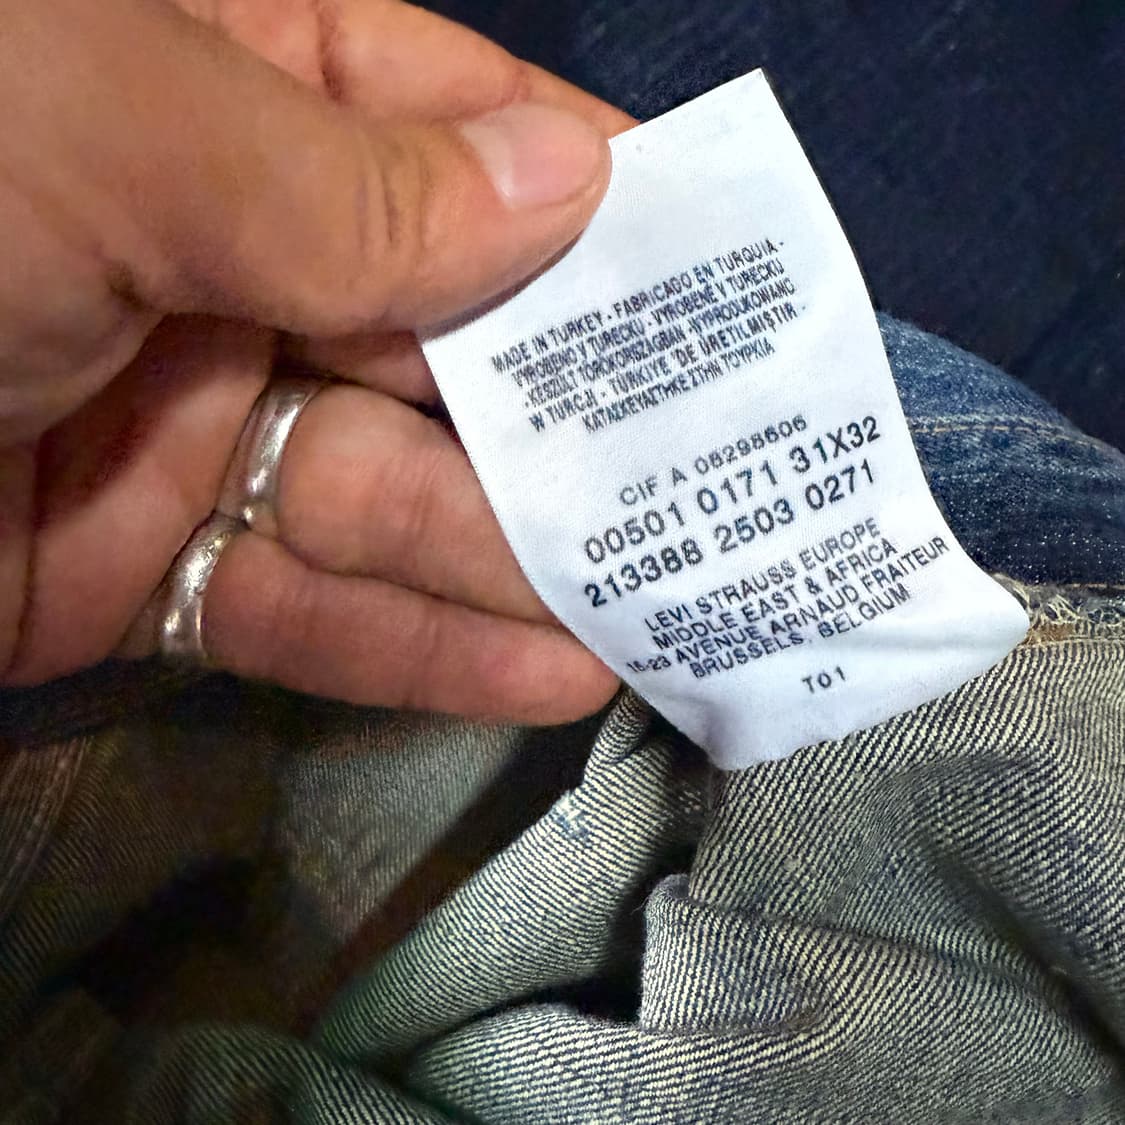 MADE IN TURKEY - FABRICADO EN TURQUIA -
VYROBENO V TURECKU - VYROBENÉ V TURECKU
- KÉSZÜLT TÖRÖKORSZÁGBAN - WYPRODUKOWANO
W TURCJI - TÜRKİYE 'DE ÜRETİLMİŞTİR -
ΚΑΤΑΣΚΕΥΑΣΤΗΚΕ ΣΤΗΝ ΤΟΥΡΚΙΑ
CIF A 08298606
00501 0171 31X32
213388 2503 0271
LEVI STRAUSS EUROPE
MIDDLE EAST & AFRICA
AVENUE ARNAUD FRAITEUR
BRUSSELS, BELGIUM
T01